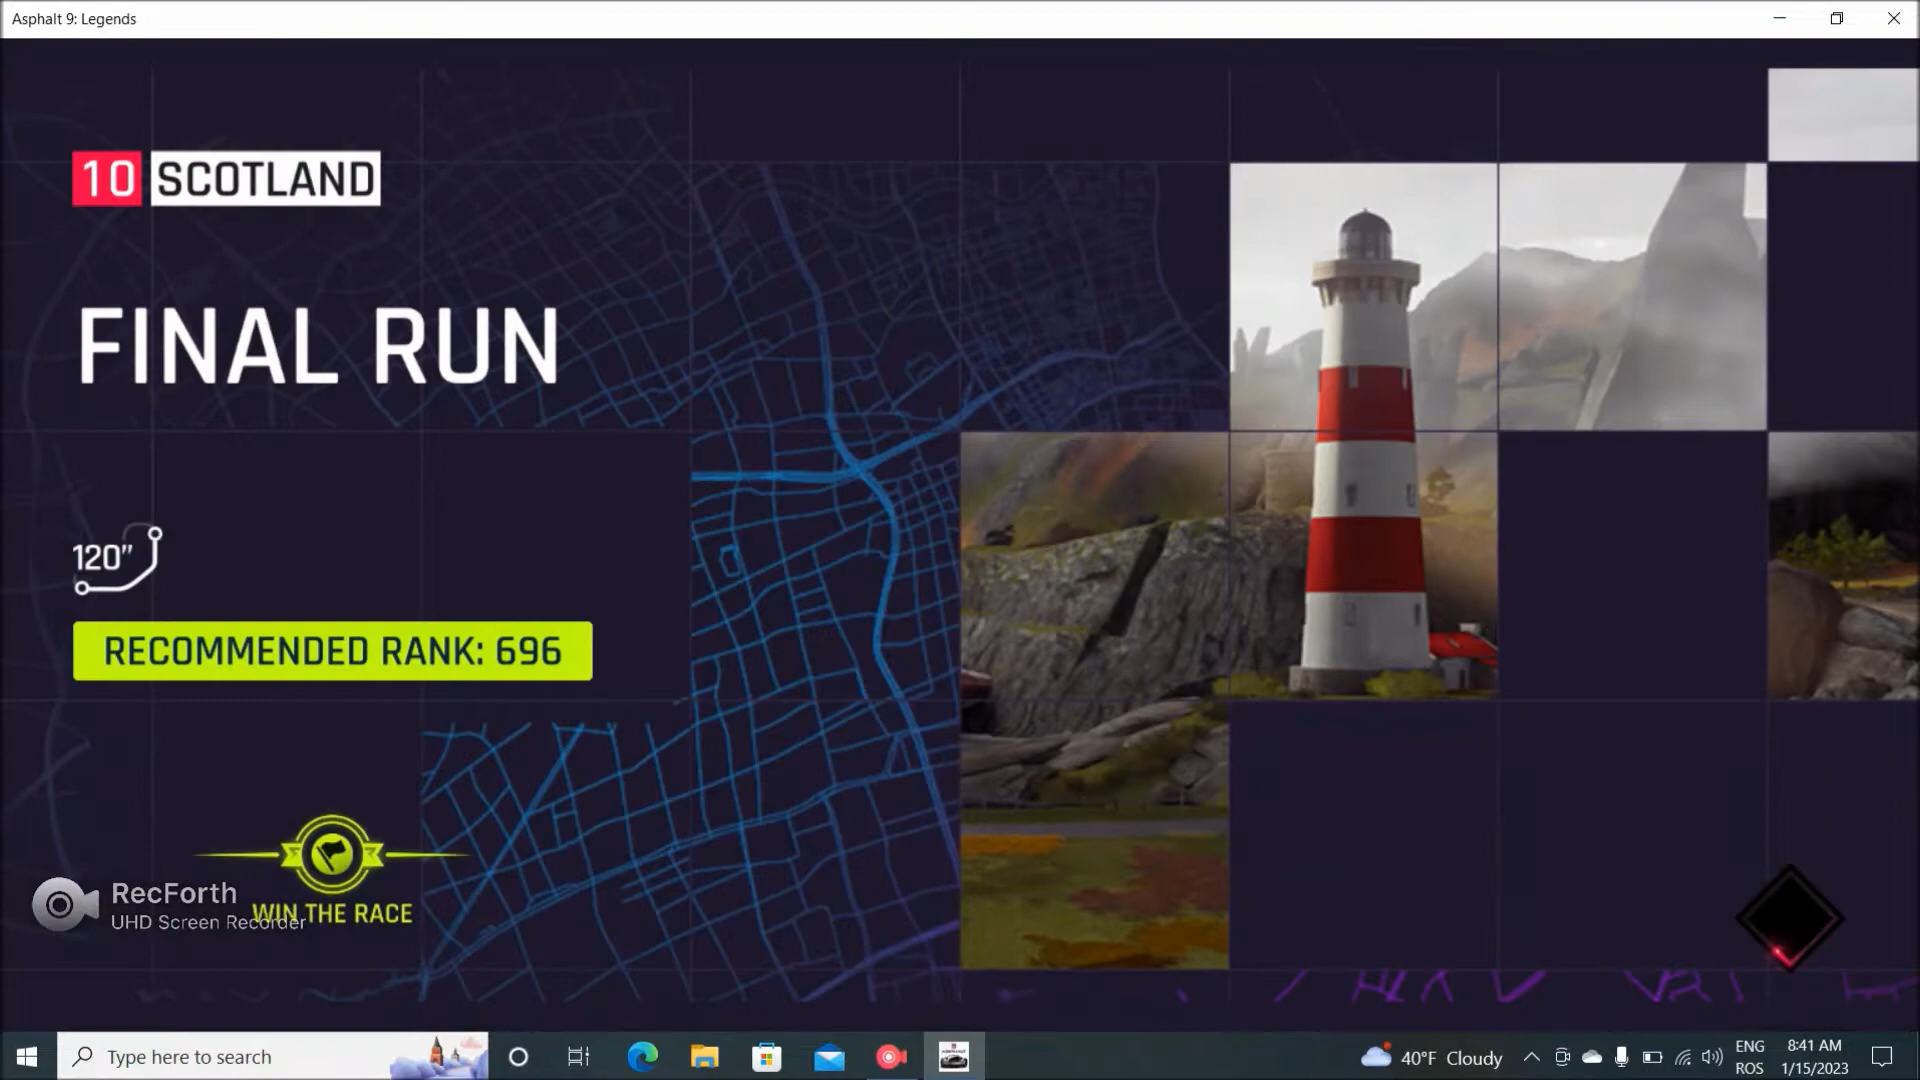 Asphalt 9: Legends
10 SCOTLAND
FINAL RUN
120"
RECOMMENDED RANK: 696
RecForth
UHD Screen Recorder
WIN THE RACE
Type here to search
40°F Cloudy
ENG
ROS
8:41 AM
1/15/2023